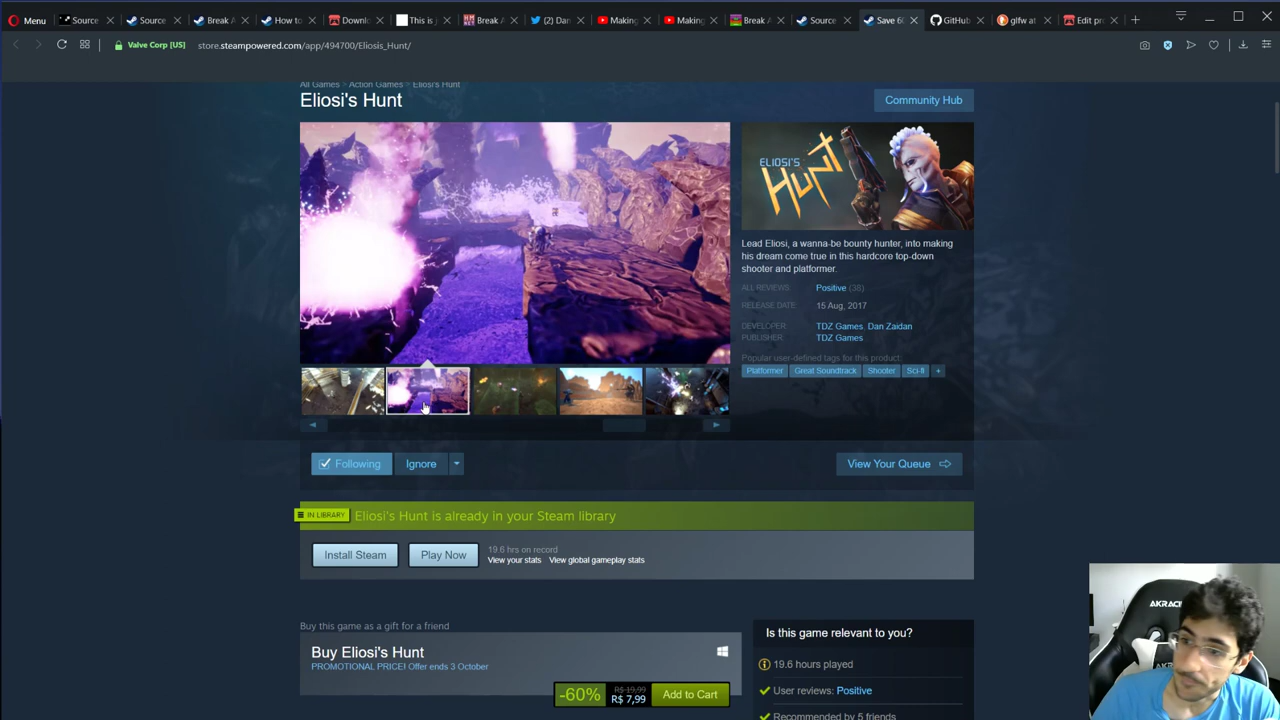 Menu
Source
Source
Break A
How to
Downlo
This is j
Break A
(2) Dan
Making
Making
Break A
Source
Save 60
GitHub
glfw at
Edit pro
Valve Corp [US]
store.steampowered.com/app/494700/Eliosis_Hunt/
All Games > Action Games > Eliosi's Hunt
Eliosi's Hunt
Community Hub
ELIOSI'S
HUNT
Lead Eliosi, a wanna-be bounty hunter, into making
his dream come true in this hardcore top-down
shooter and platformer.
ALL REVIEWS: Positive (38)
RELEASE DATE: 15 Aug, 2017
DEVELOPER: TDZ Games, Dan Zaidan
PUBLISHER: TDZ Games
Popular user-defined tags for this product:
Platformer Great Soundtrack Shooter Sci-fi +
Following
Ignore
View Your Queue
IN LIBRARY
Eliosi's Hunt is already in your Steam library
Install Steam
Play Now
19.6 hrs on record
View your stats View global gameplay stats
Buy this game as a gift for a friend
Buy Eliosi's Hunt
PROMOTIONAL PRICE! Offer ends 3 October
-60%
R$ 19,99
R$ 7,99
Add to Cart
Is this game relevant to you?
19.6 hours played
User reviews: Positive
Recommended by 5 friends
AKRACING